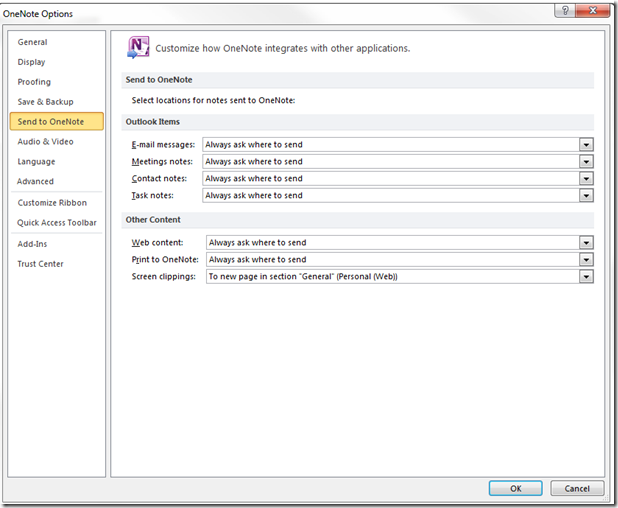 OneNote Options
General
Display
Proofing
Save & Backup
Send to OneNote
Audio & Video
Language
Advanced
Customize Ribbon
Quick Access Toolbar
Add-Ins
Trust Center
Customize how OneNote integrates with other applications.
Send to OneNote
Select locations for notes sent to OneNote:
Outlook Items
E-mail messages: Always ask where to send
Meetings notes: Always ask where to send
Contact notes: Always ask where to send
Task notes: Always ask where to send
Other Content
Web content: Always ask where to send
Print to OneNote: Always ask where to send
Screen clippings: To new page in section "General" (Personal (Web))
OK Cancel